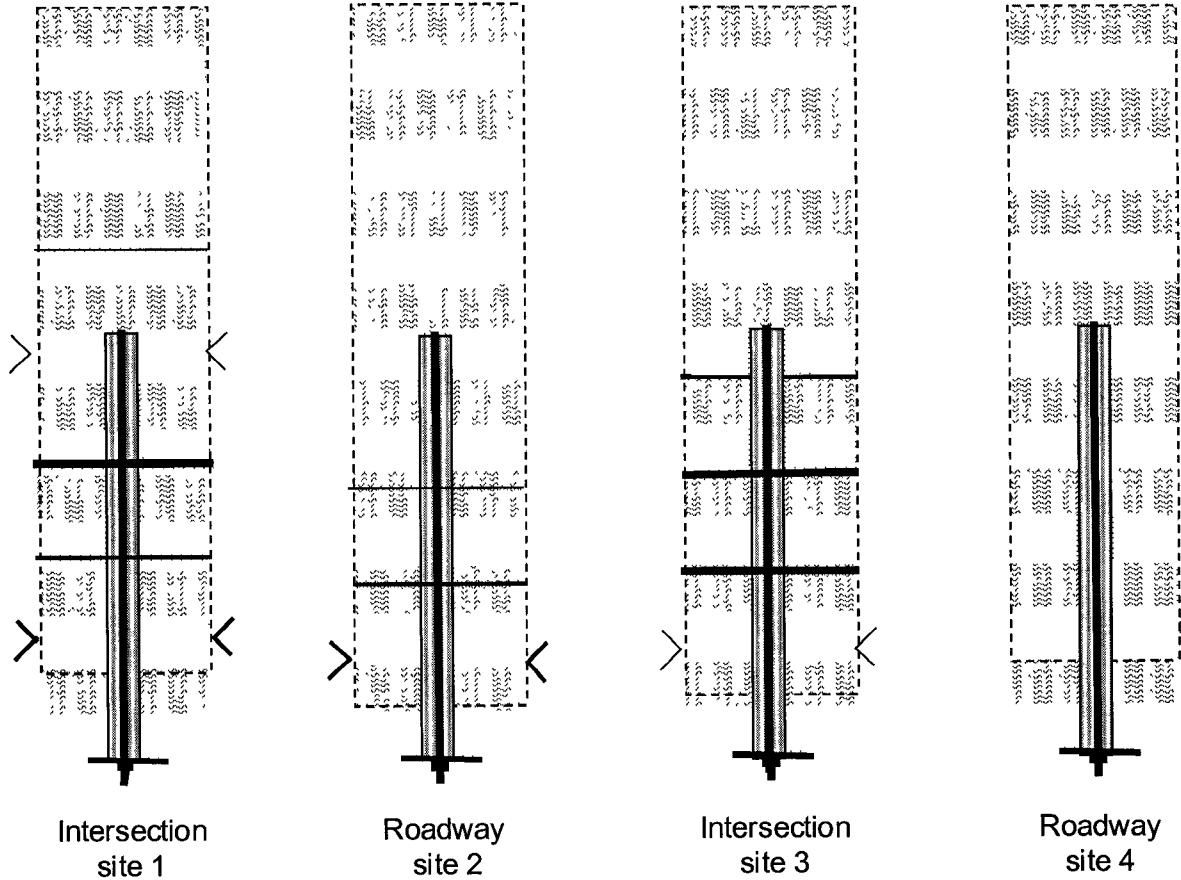 Intersection
site 1
Roadway
site 2
Intersection
site 3
Roadway
site 4